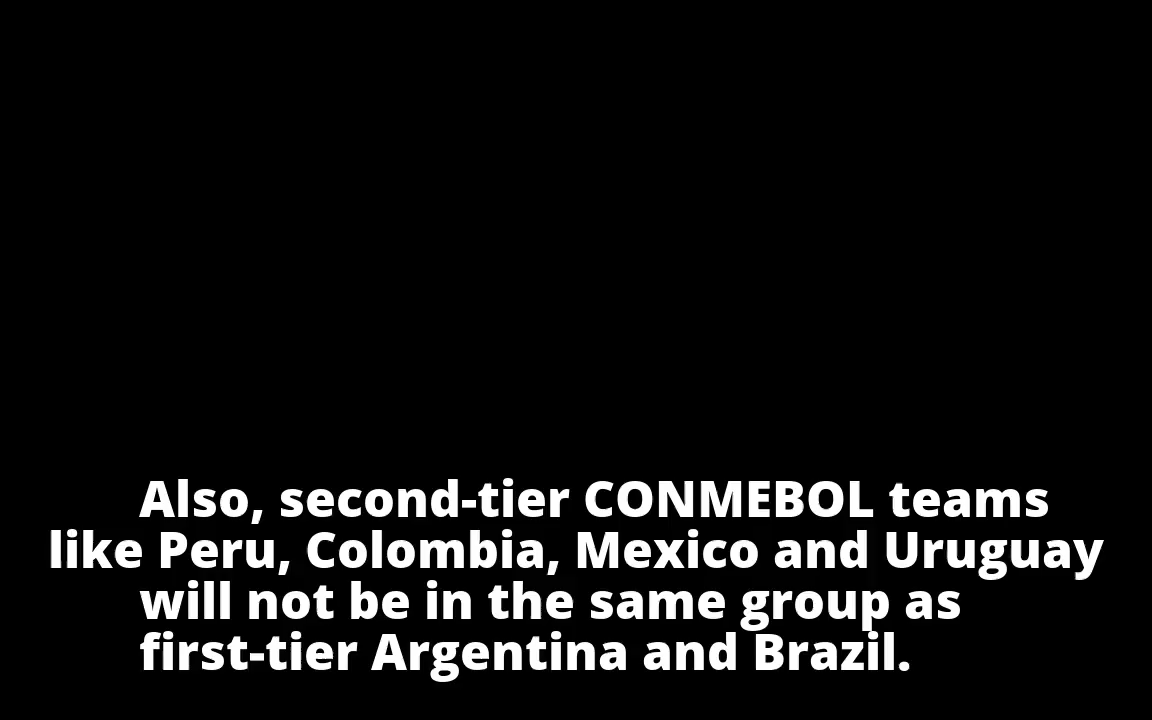 Also, second-tier CONMEBOL teams
like Peru, Colombia, Mexico and Uruguay
will not be in the same group as
first-tier Argentina and Brazil.